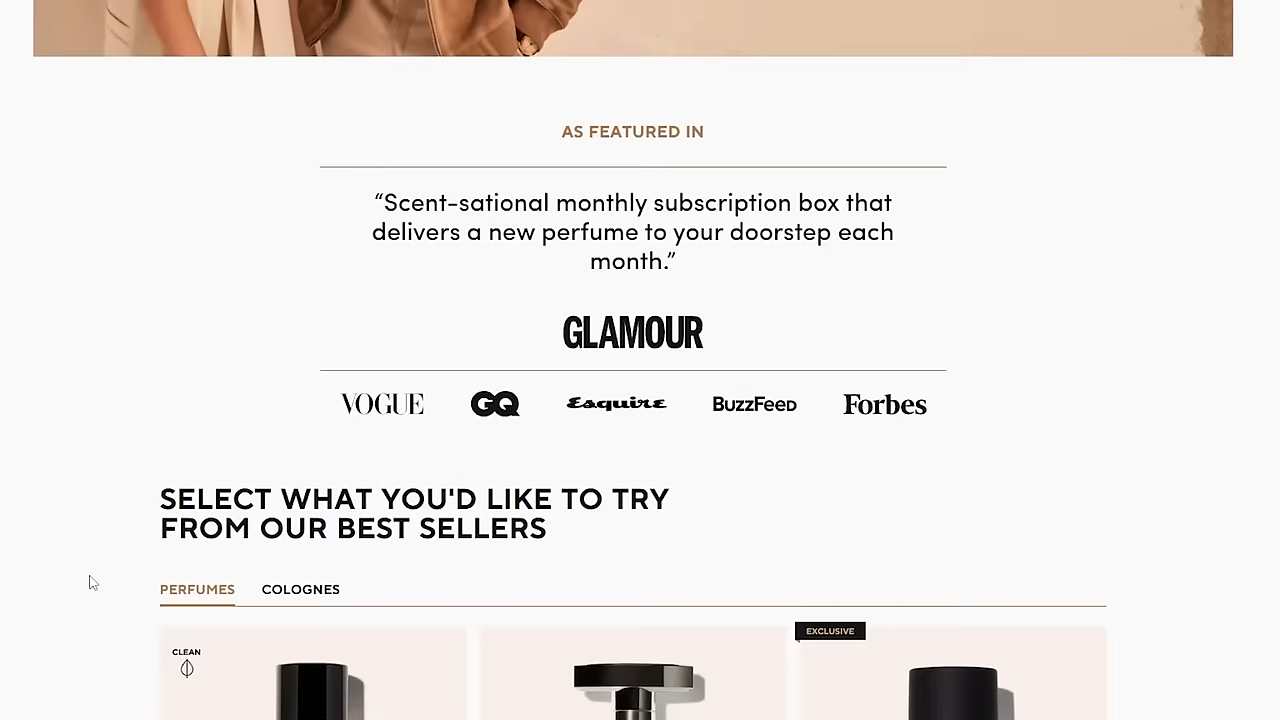 AS FEATURED IN
“Scent-sational monthly subscription box that
delivers a new perfume to your doorstep each
month.”
GLAMOUR
VOGUE GQ Esquire BuzzFeed Forbes
SELECT WHAT YOU'D LIKE TO TRY
FROM OUR BEST SELLERS
PERFUMES COLOGNES
EXCLUSIVE
CLEAN